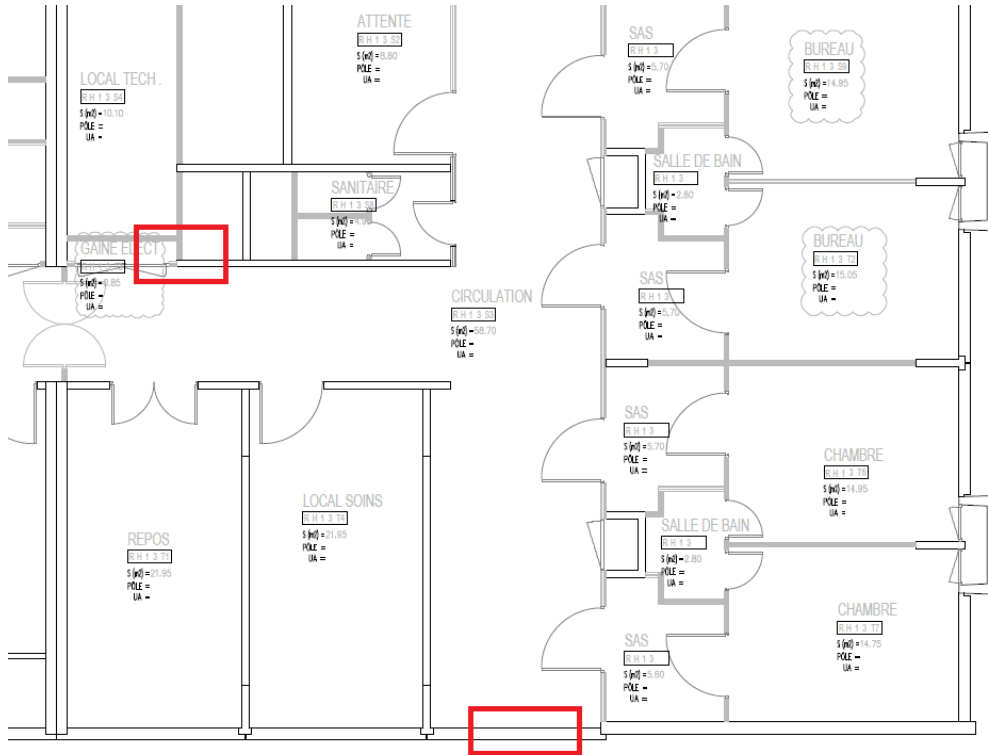 ATTENTE
R H 1 3 S2
S (m2) = 8.80
PÔLE =
UA =
SAS
R H 1 3
S (m2) = 5.70
PÔLE =
UA =
BUREAU
R H 1 3 S9
S (m2) = 14.95
PÔLE =
UA =
LOCAL TECH .
R H 1 3 S4
S (m2) = 10.10
PÔLE =
UA =
SALLE DE BAIN
R H 1 3
S (m2) = 2.80
PÔLE =
UA =
SANITAIRE
R H 1 3 S8
S (m2) =
PÔLE =
UA =
BUREAU
R H 1 3 T2
S (m2) = 15.05
PÔLE =
UA =
GAINE ELECT
S (m2) = 0.85
PÔLE =
UA =
SAS
R H 1 3
S (m2) = 5.70
PÔLE =
UA =
CIRCULATION
R H 1 3 S3
S (m2) = 58.70
PÔLE =
UA =
SAS
R H 1 3
S (m2) = 5.70
PÔLE =
UA =
CHAMBRE
R H 1 3 T6
S (m2) = 14.95
PÔLE =
UA =
LOCAL SOINS
R H 1 3 T4
S (m2) = 21.95
PÔLE =
UA =
SALLE DE BAIN
R H 1 3
S (m2) = 2.80
PÔLE =
UA =
REPOS
R H 1 3 T1
S (m2) = 21.95
PÔLE =
UA =
CHAMBRE
R H 1 3 T7
S (m2) = 14.75
PÔLE =
UA =
SAS
R H 1 3
S (m2) = 5.60
PÔLE =
UA =